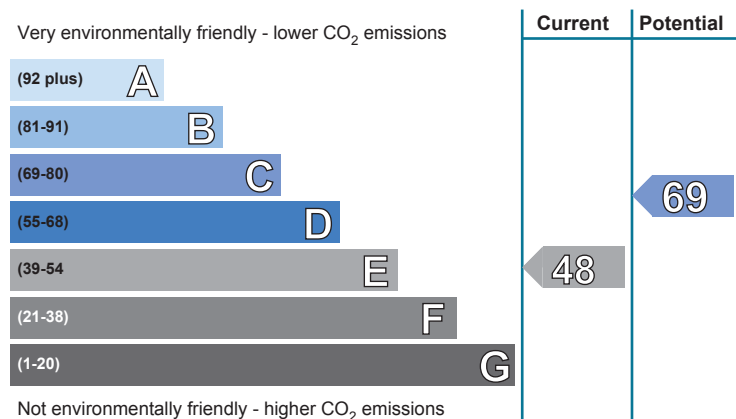 Very environmentally friendly - lower CO2 emissions
Current
Potential
(92 plus) A
(81-91) B
(69-80) C
69
(55-68) D
(39-54 E
48
(21-38) F
(1-20) G
Not environmentally friendly - higher CO2 emissions